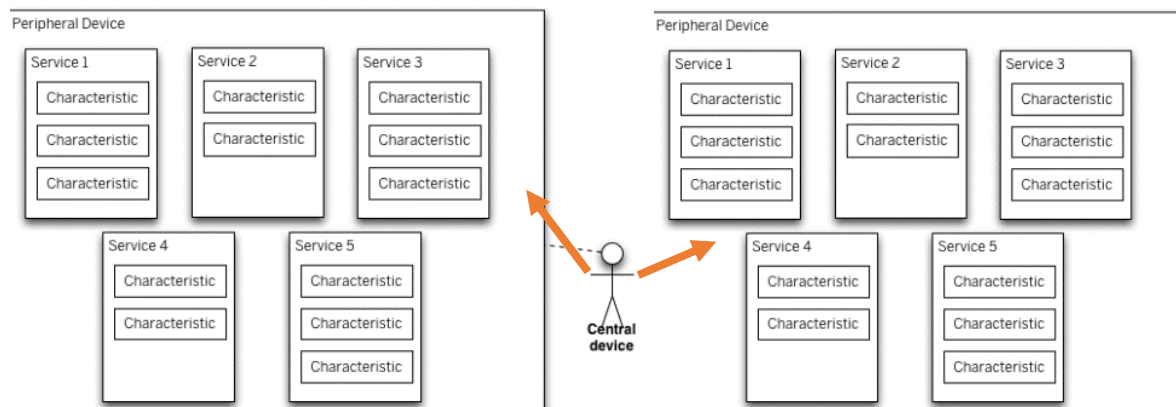 Peripheral Device
Service 1
Characteristic
Characteristic
Characteristic
Service 2
Characteristic
Characteristic
Service 3
Characteristic
Characteristic
Characteristic
Service 4
Characteristic
Characteristic
Service 5
Characteristic
Characteristic
Characteristic
Central
device
Peripheral Device
Service 1
Characteristic
Characteristic
Characteristic
Service 2
Characteristic
Characteristic
Service 3
Characteristic
Characteristic
Characteristic
Service 4
Characteristic
Characteristic
Service 5
Characteristic
Characteristic
Characteristic